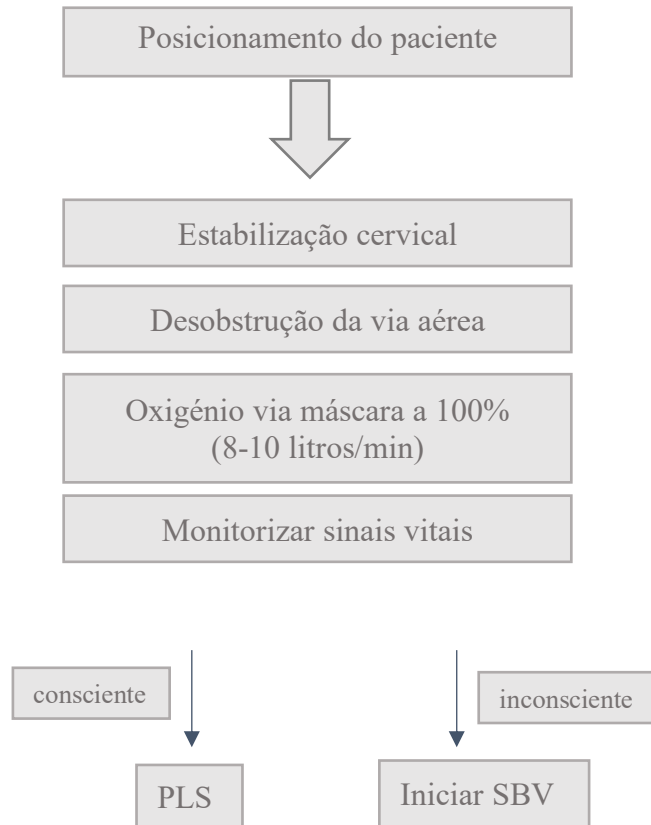 Posicionamento do paciente
Estabilização cervical
Desobstrução da via aérea
Oxigénio via máscara a 100%
(8-10 litros/min)
Monitorizar sinais vitais
consciente
inconsciente
PLS
Iniciar SBV